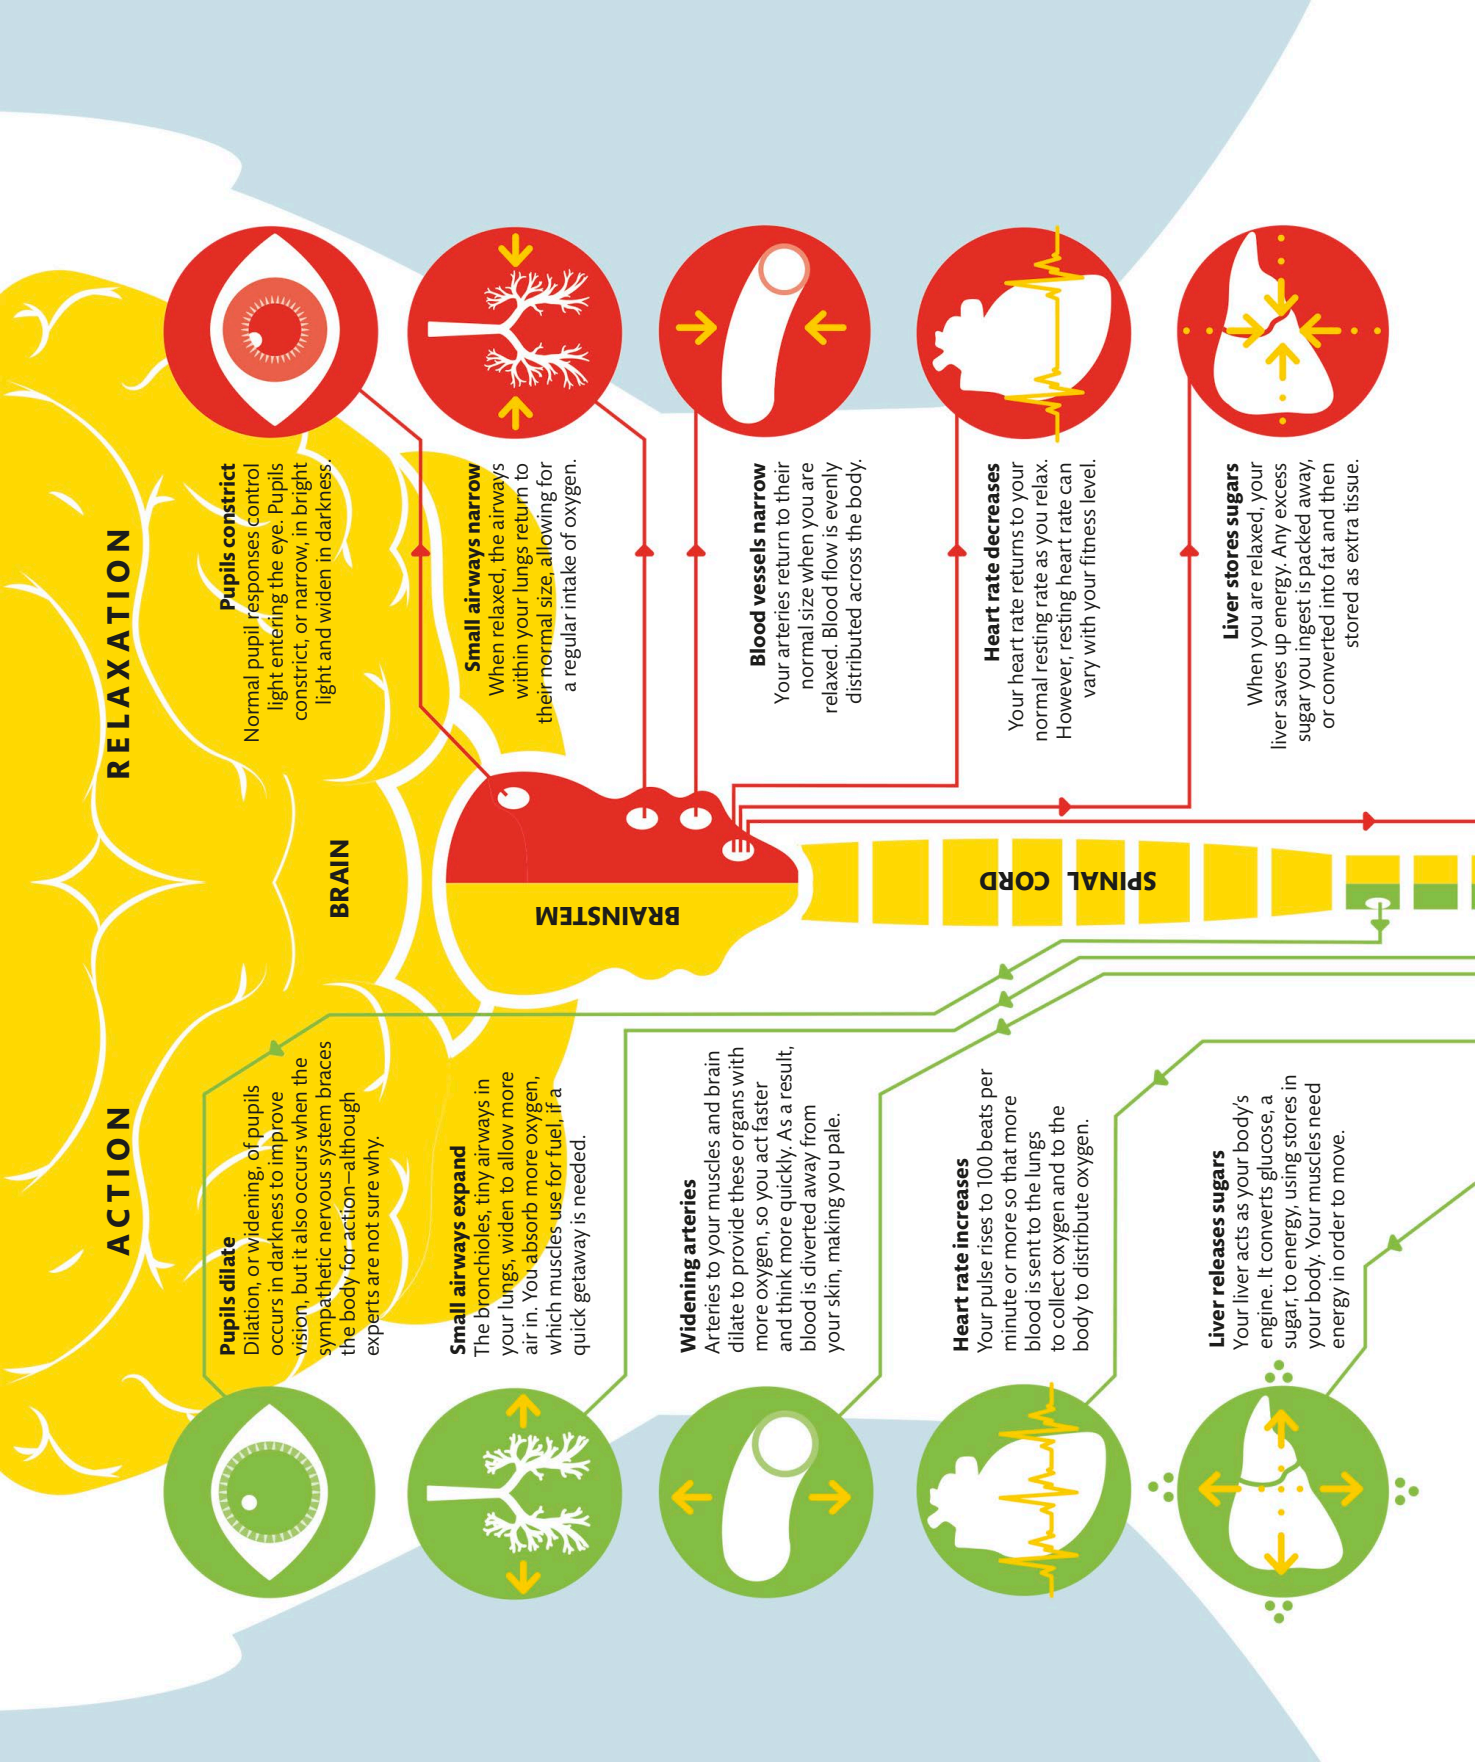 ACTION
RELAXATION
BRAIN
BRAINSTEM
SPINAL CORD
Pupils dilate
Dilation, or widening, of pupils
occurs in darkness to improve
vision, but it also occurs when the
sympathetic nervous system braces
the body for action—although
experts are not sure why.
Small airways expand
The bronchioles, tiny airways in
your lungs, widen to allow more
air in. You absorb more oxygen,
which muscles use for fuel, if a
quick getaway is needed.
Widening arteries
Arteries to your muscles and brain
dilate to provide these organs with
more oxygen, so you act faster
and think more quickly. As a result,
blood is diverted away from
your skin, making you pale.
Heart rate increases
Your pulse rises to 100 beats per
minute or more so that more
blood is sent to the lungs
to collect oxygen and to the
body to distribute oxygen.
Liver releases sugars
Your liver acts as your body's
engine. It converts glucose, a
sugar, to energy, using stores in
your body. Your muscles need
energy in order to move.
Pupils constrict
Normal pupil responses control
light entering the eye. Pupils
constrict, or narrow, in bright
light and widen in darkness.
Small airways narrow
When relaxed, the airways
within your lungs return to
their normal size, allowing for
a regular intake of oxygen.
Blood vessels narrow
Your arteries return to their
normal size when you are
relaxed. Blood flow is evenly
distributed across the body.
Heart rate decreases
Your heart rate returns to your
normal resting rate as you relax.
However, resting heart rate can
vary with your fitness level.
Liver stores sugars
When you are relaxed, your
liver saves up energy. Any excess
sugar you ingest is packed away,
or converted into fat and then
stored as extra tissue.